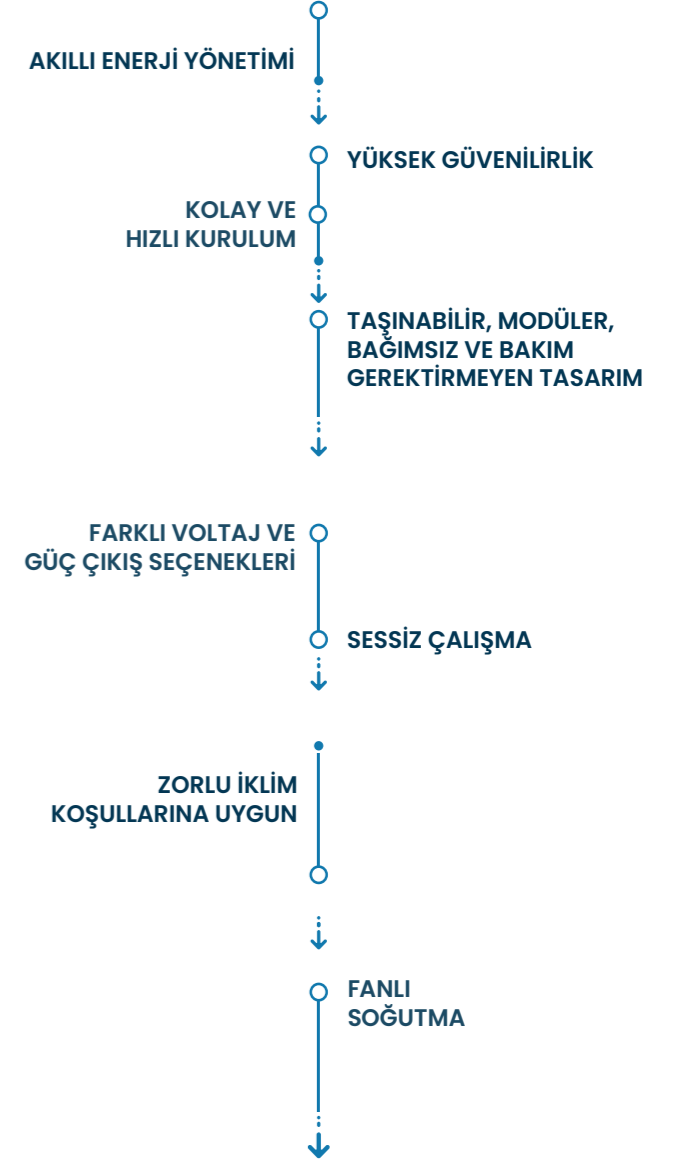 AKILLI ENERJİ YÖNETİMİ
YÜKSEK GÜVENİLİRLİK
KOLAY VE
HIZLI KURULUM
TAŞINABİLİR, MODÜLER,
BAĞIMSIZ VE BAKIM
GEREKTİRMEYEN TASARIM
FARKLI VOLTAJ VE
GÜÇ ÇIKIŞ SEÇENEKLERİ
SESSİZ ÇALIŞMA
ZORLU İKLİM
KOŞULLARINA UYGUN
FANLI
SOĞUTMA